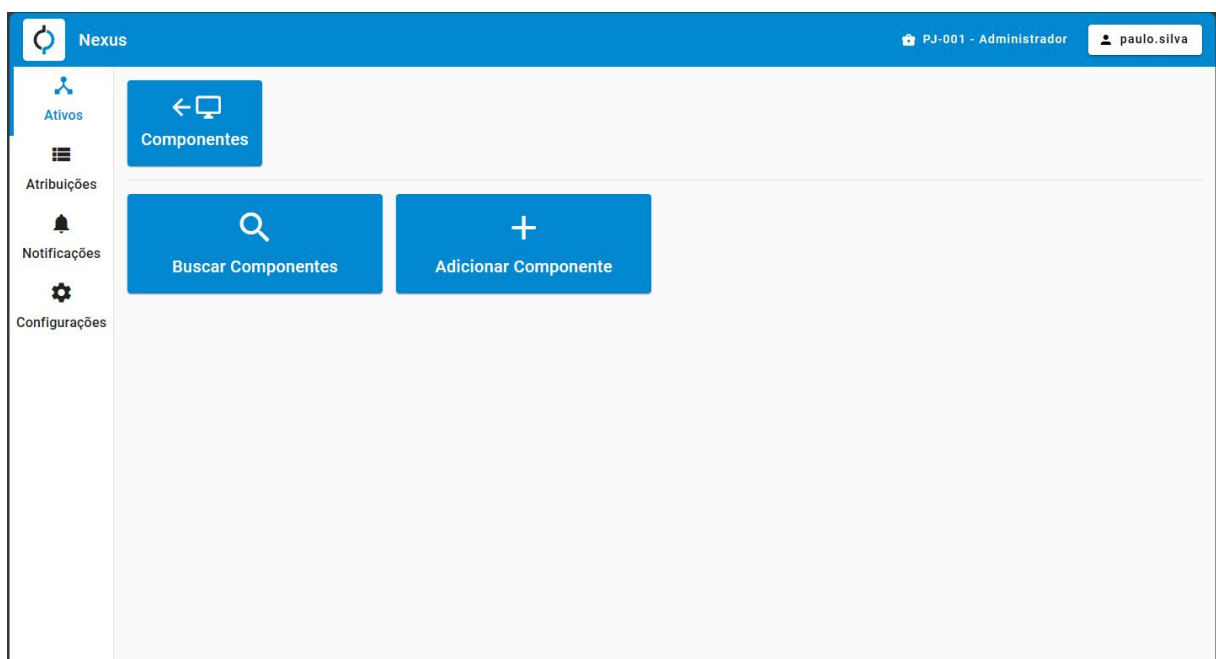 Nexus
PJ-001 - Administrador
paulo.silva
Ativos
Atribuições
Notificações
Configurações
Componentes
Buscar Componentes
Adicionar Componente